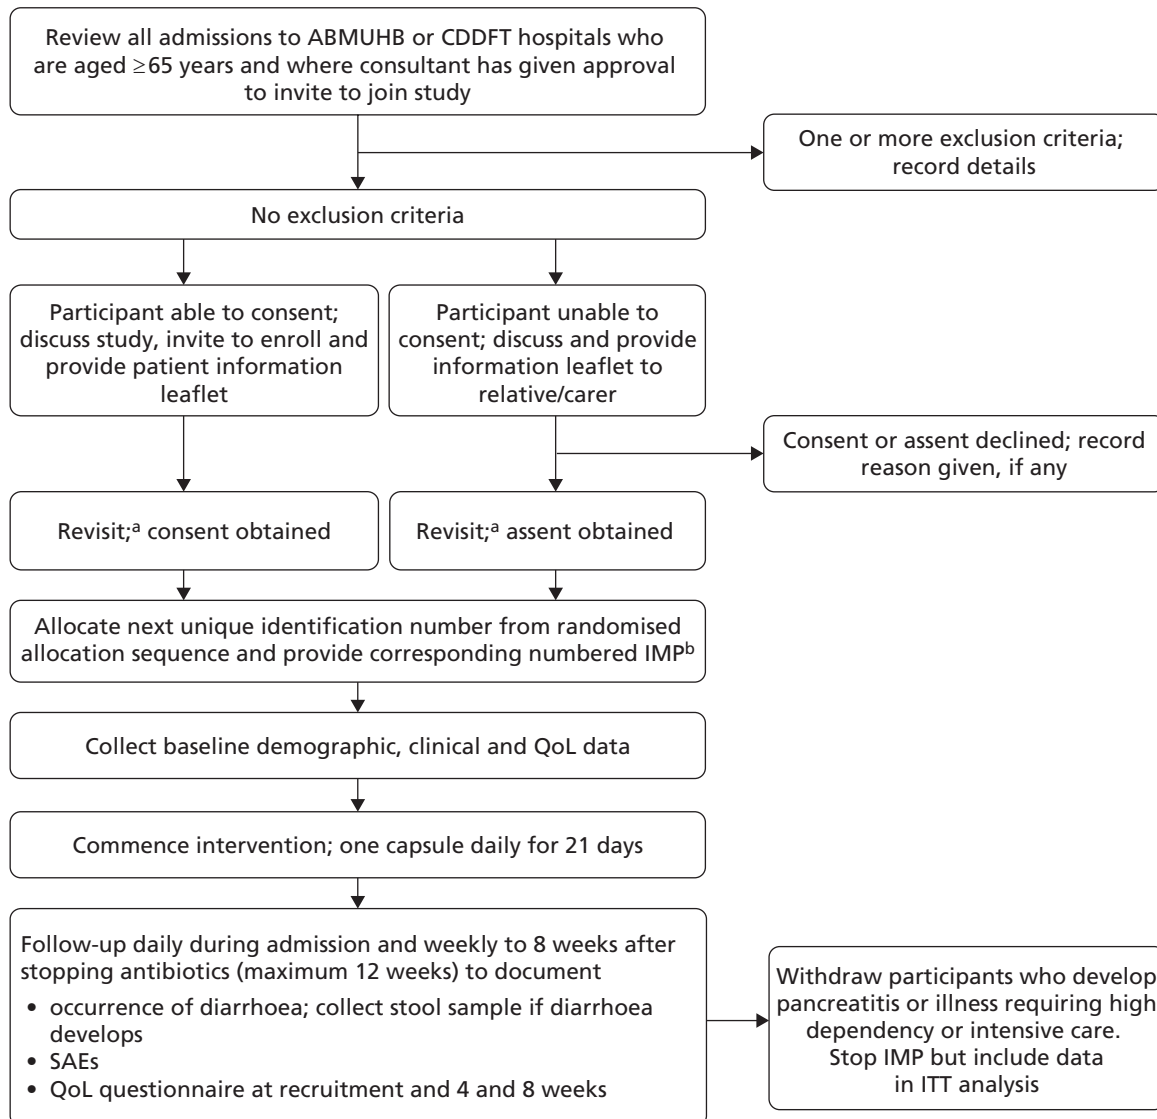 Review all admissions to ABMUHB or CDDFT hospitals who
are aged ≥65 years and where consultant has given approval
to invite to join study
One or more exclusion criteria;
record details
No exclusion criteria
Participant able to consent;
discuss study, invite to enroll and
provide patient information
leaflet
Participant unable to
consent; discuss and provide
information leaflet to
relative/carer
Consent or assent declined; record
reason given, if any
Revisit;a consent obtained
Revisit;a assent obtained
Allocate next unique identification number from randomised
allocation sequence and provide corresponding numbered IMPb
Collect baseline demographic, clinical and QoL data
Commence intervention; one capsule daily for 21 days
Follow-up daily during admission and weekly to 8 weeks after
stopping antibiotics (maximum 12 weeks) to document
• occurrence of diarrhoea; collect stool sample if diarrhoea
develops
• SAEs
• QoL questionnaire at recruitment and 4 and 8 weeks
Withdraw participants who develop
pancreatitis or illness requiring high
dependency or intensive care.
Stop IMP but include data
in ITT analysis